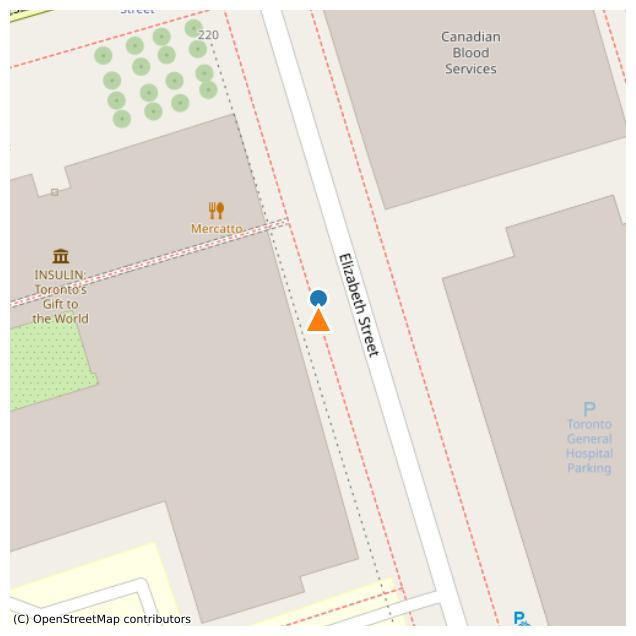 Street
220
Canadian
Blood
Services
Mercatto
INSULIN:
Toronto's
Gift to
the World
Elizabeth Street
P
Toronto
General
Hospital
Parking
P
(C) OpenStreetMap contributors